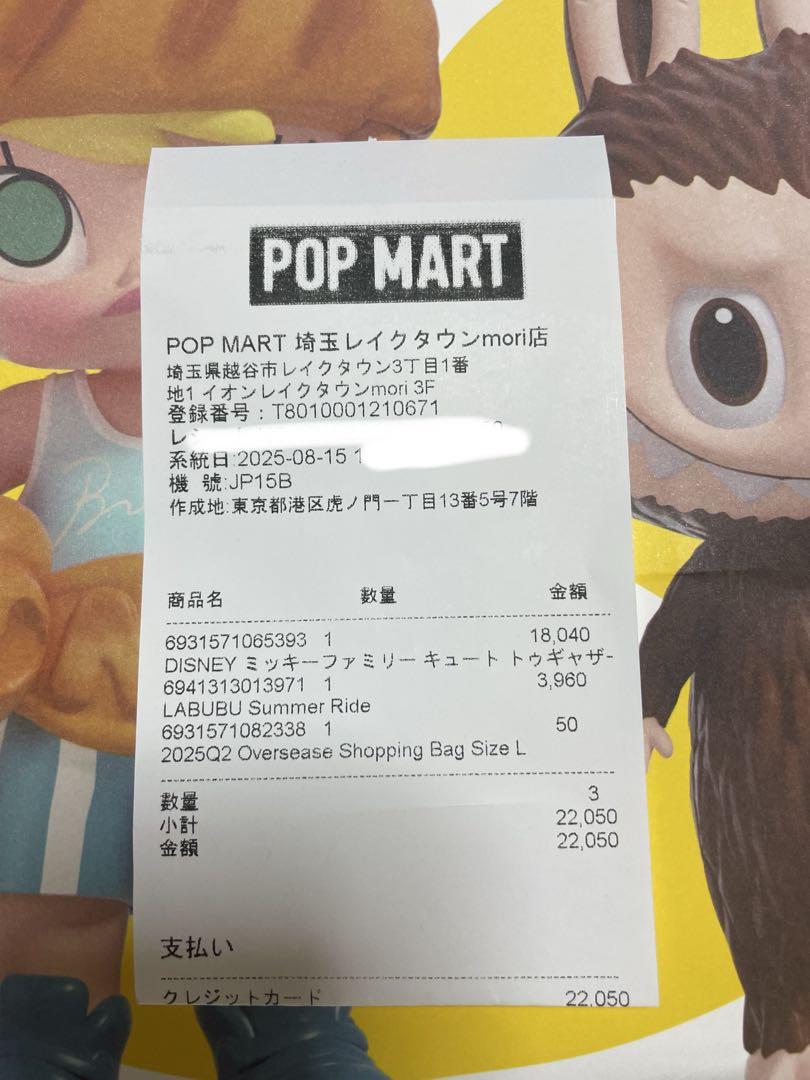 POP MART
POP MART 埼玉レイクタウンmori店
埼玉県越谷市レイクタウン3丁目1番
地1 イオンレイクタウンmori 3F
登録番号：T8010001210671
レ
系統日:2025-08-15 1
機 號:JP15B
作成地:東京都港区虎ノ門一丁目13番5号7階
商品名 数量 金額
6931571065393 1 18,040
DISNEY ミッキーファミリー キュート トゥギャザ-
6941313013971 1 3,960
LABUBU Summer Ride
6931571082338 1 50
2025Q2 Oversease Shopping Bag Size L
数量 3
小計 22,050
金額 22,050
支払い
クレジットカード 22,050